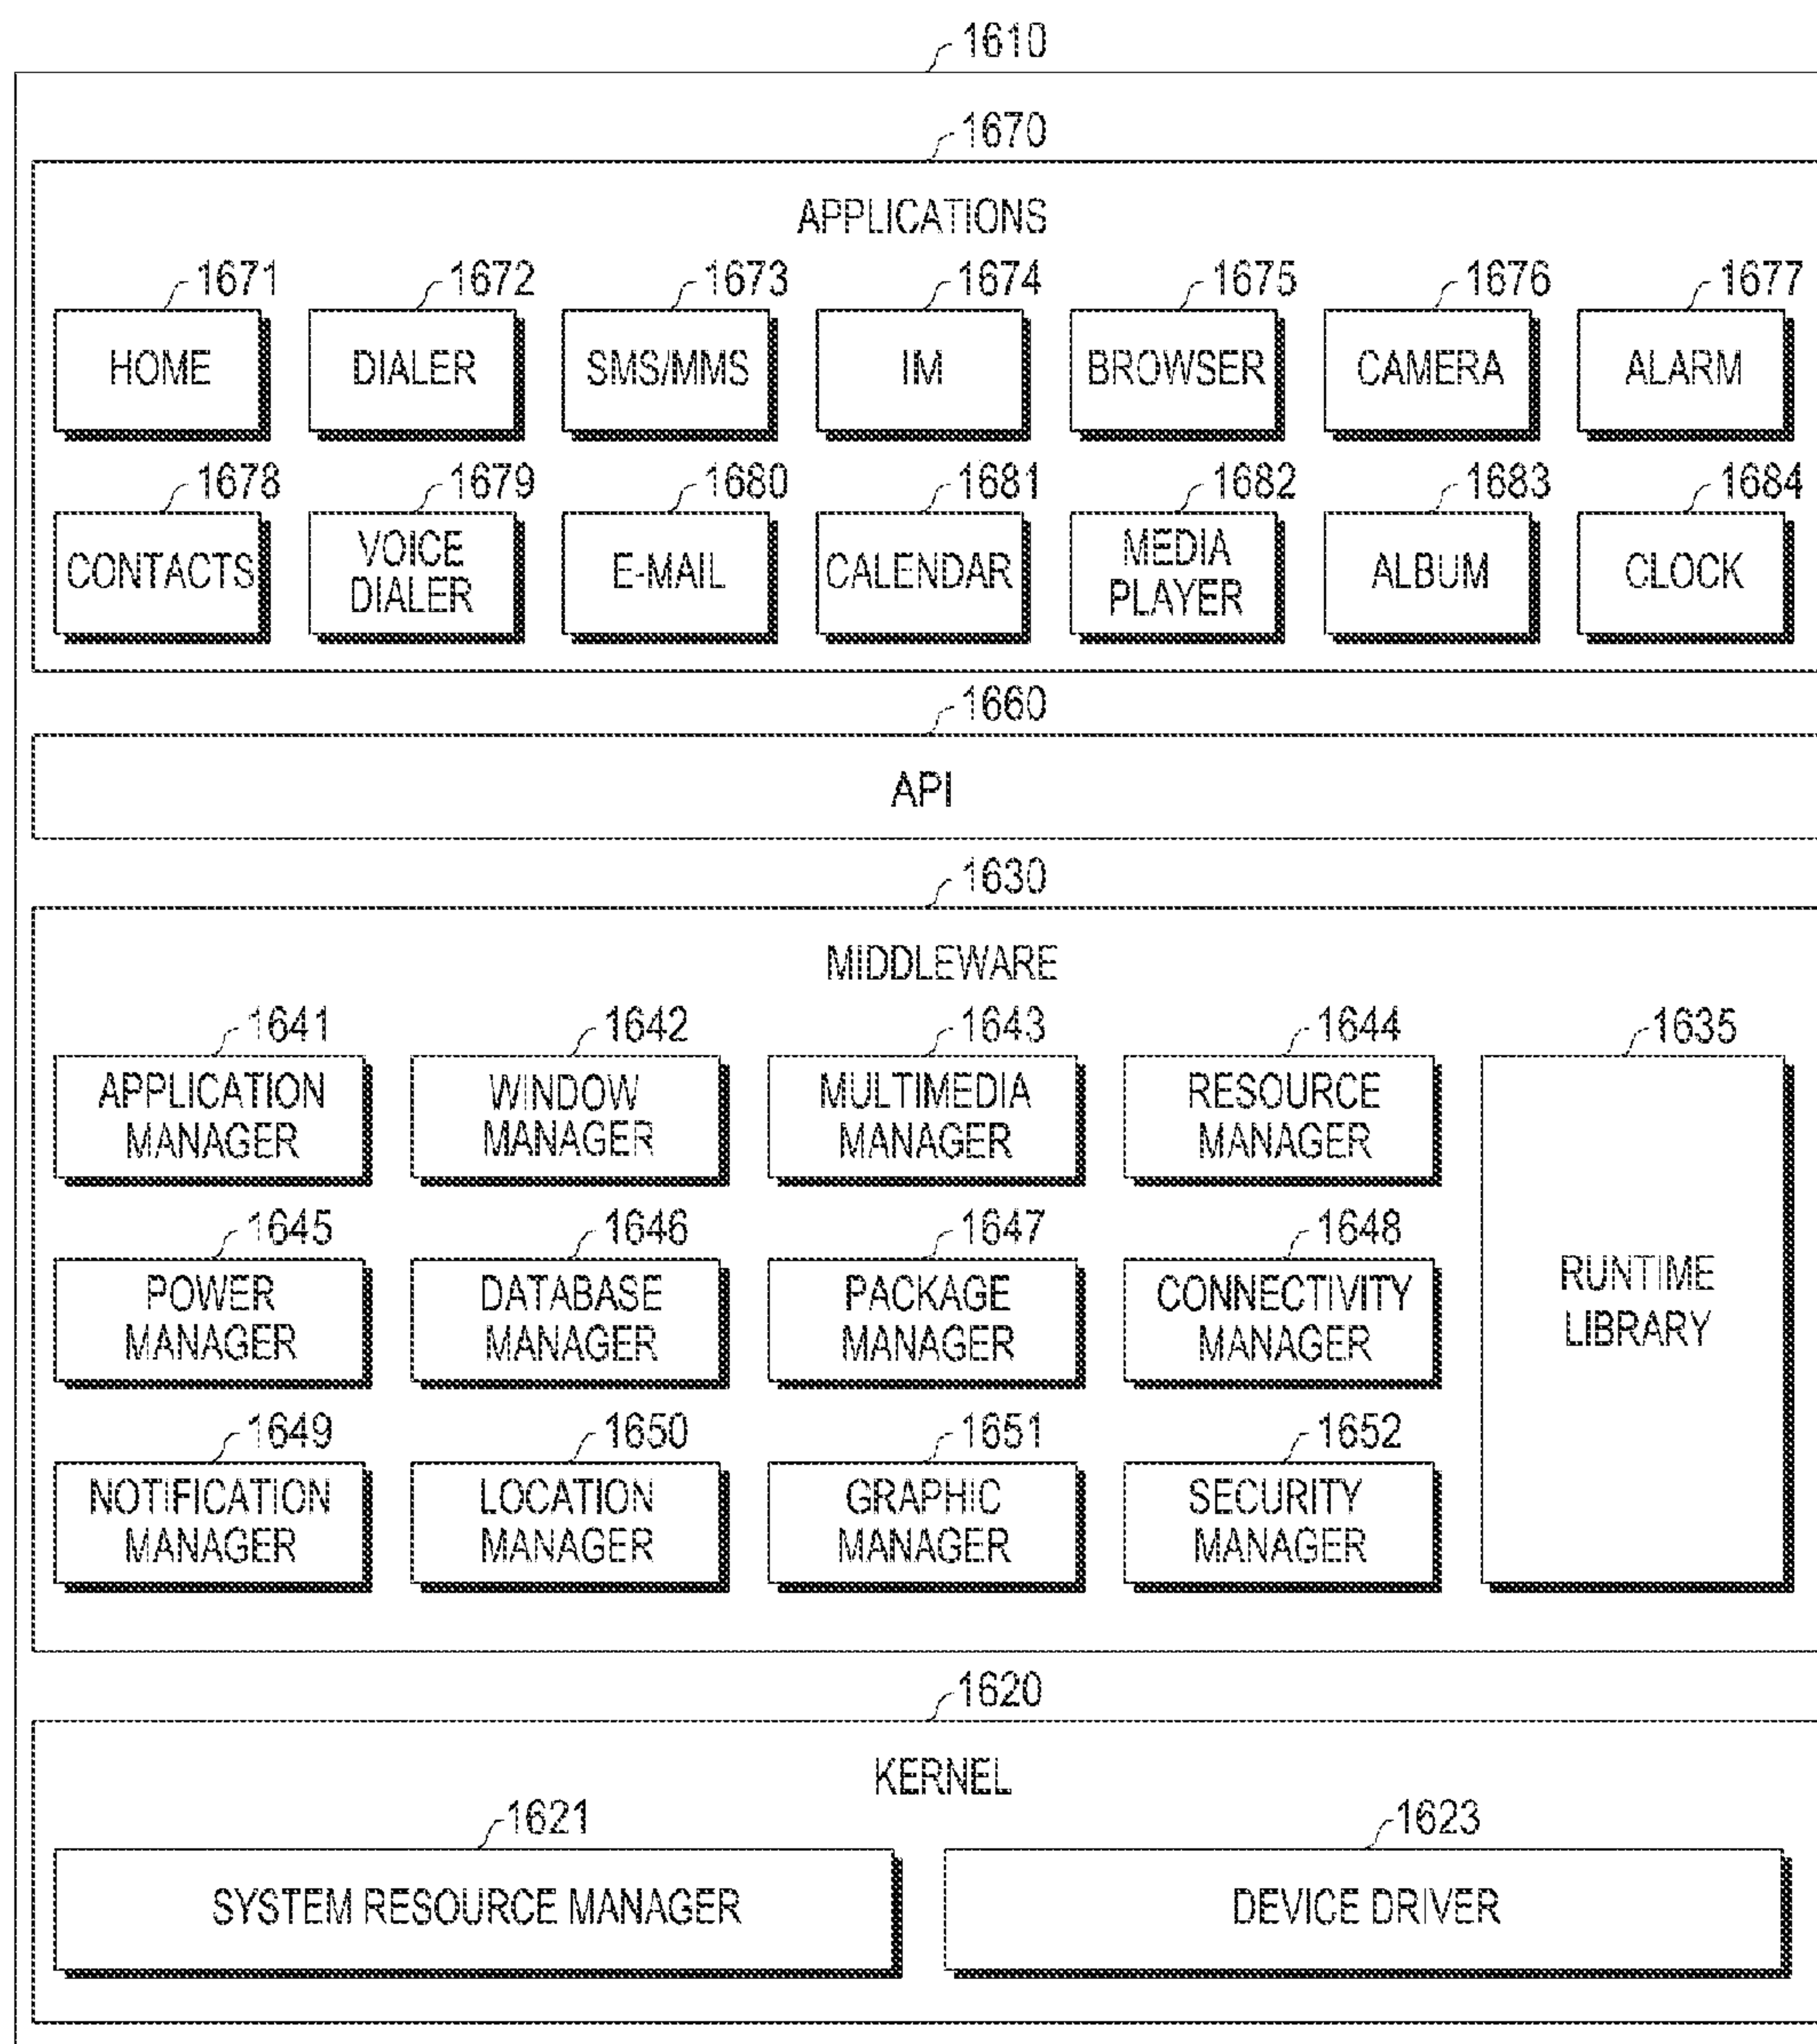 1610
1670
APPLICATIONS
1671 1672 1673 1674 1675 1676 1677
HOME DIALER SMS/MMS IM BROWSER CAMERA ALARM
1678 1679 1680 1681 1682 1683 1684
CONTACTS VOICE DIALER E-MAIL CALENDAR MEDIA PLAYER ALBUM CLOCK
1660
API
1630
MIDDLEWARE
1641 1642 1643 1644 1635
APPLICATION WINDOW MULTIMEDIA RESOURCE
MANAGER MANAGER MANAGER MANAGER
1645 1646 1647 1648
POWER DATABASE PACKAGE CONNECTIVITY RUNTIME
MANAGER MANAGER MANAGER MANAGER LIBRARY
1649 1650 1651 1652
NOTIFICATION LOCATION GRAPHIC SECURITY
MANAGER MANAGER MANAGER MANAGER
1620
KERNEL
1621 1623
SYSTEM RESOURCE MANAGER DEVICE DRIVER